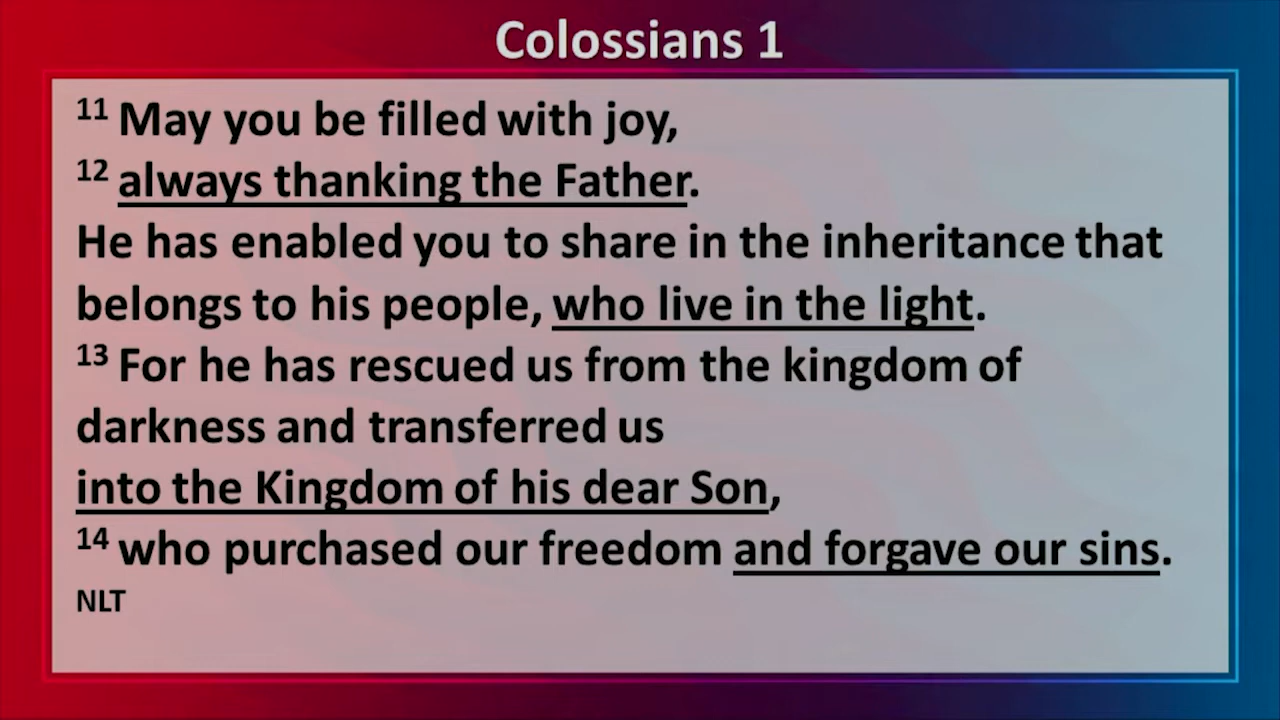 Colossians 1
11 May you be filled with joy,
12 always thanking the Father.
He has enabled you to share in the inheritance that
belongs to his people, who live in the light.
13 For he has rescued us from the kingdom of
darkness and transferred us
into the Kingdom of his dear Son,
14 who purchased our freedom and forgave our sins.
NLT